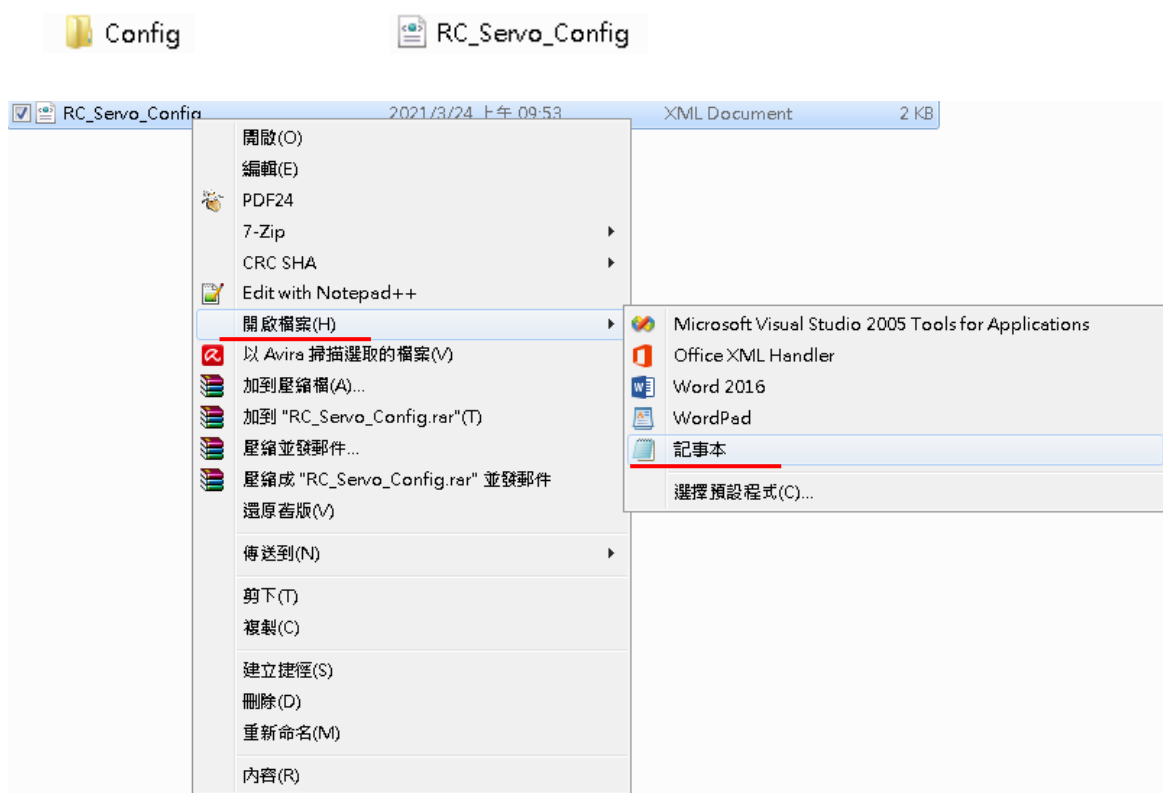 Config
RC_Servo_Config
RC_Servo_Config 2021/3/24 上午 09:53 XML Document 2 KB
開啟(O)
編輯(E)
PDF24
7-Zip
CRC SHA
Edit with Notepad++
開啟檔案(H)
以 Avira 掃描選取的檔案(V)
加到壓縮檔(A)...
加到 "RC_Servo_Config.rar"(T)
壓縮並發郵件...
壓縮成 "RC_Servo_Config.rar" 並發郵件
還原舊版(V)
傳送到(N)
剪下(T)
複製(C)
建立捷徑(S)
刪除(D)
重新命名(M)
內容(R)
Microsoft Visual Studio 2005 Tools for Applications
Office XML Handler
Word 2016
WordPad
記事本
選擇預設程式(C)...